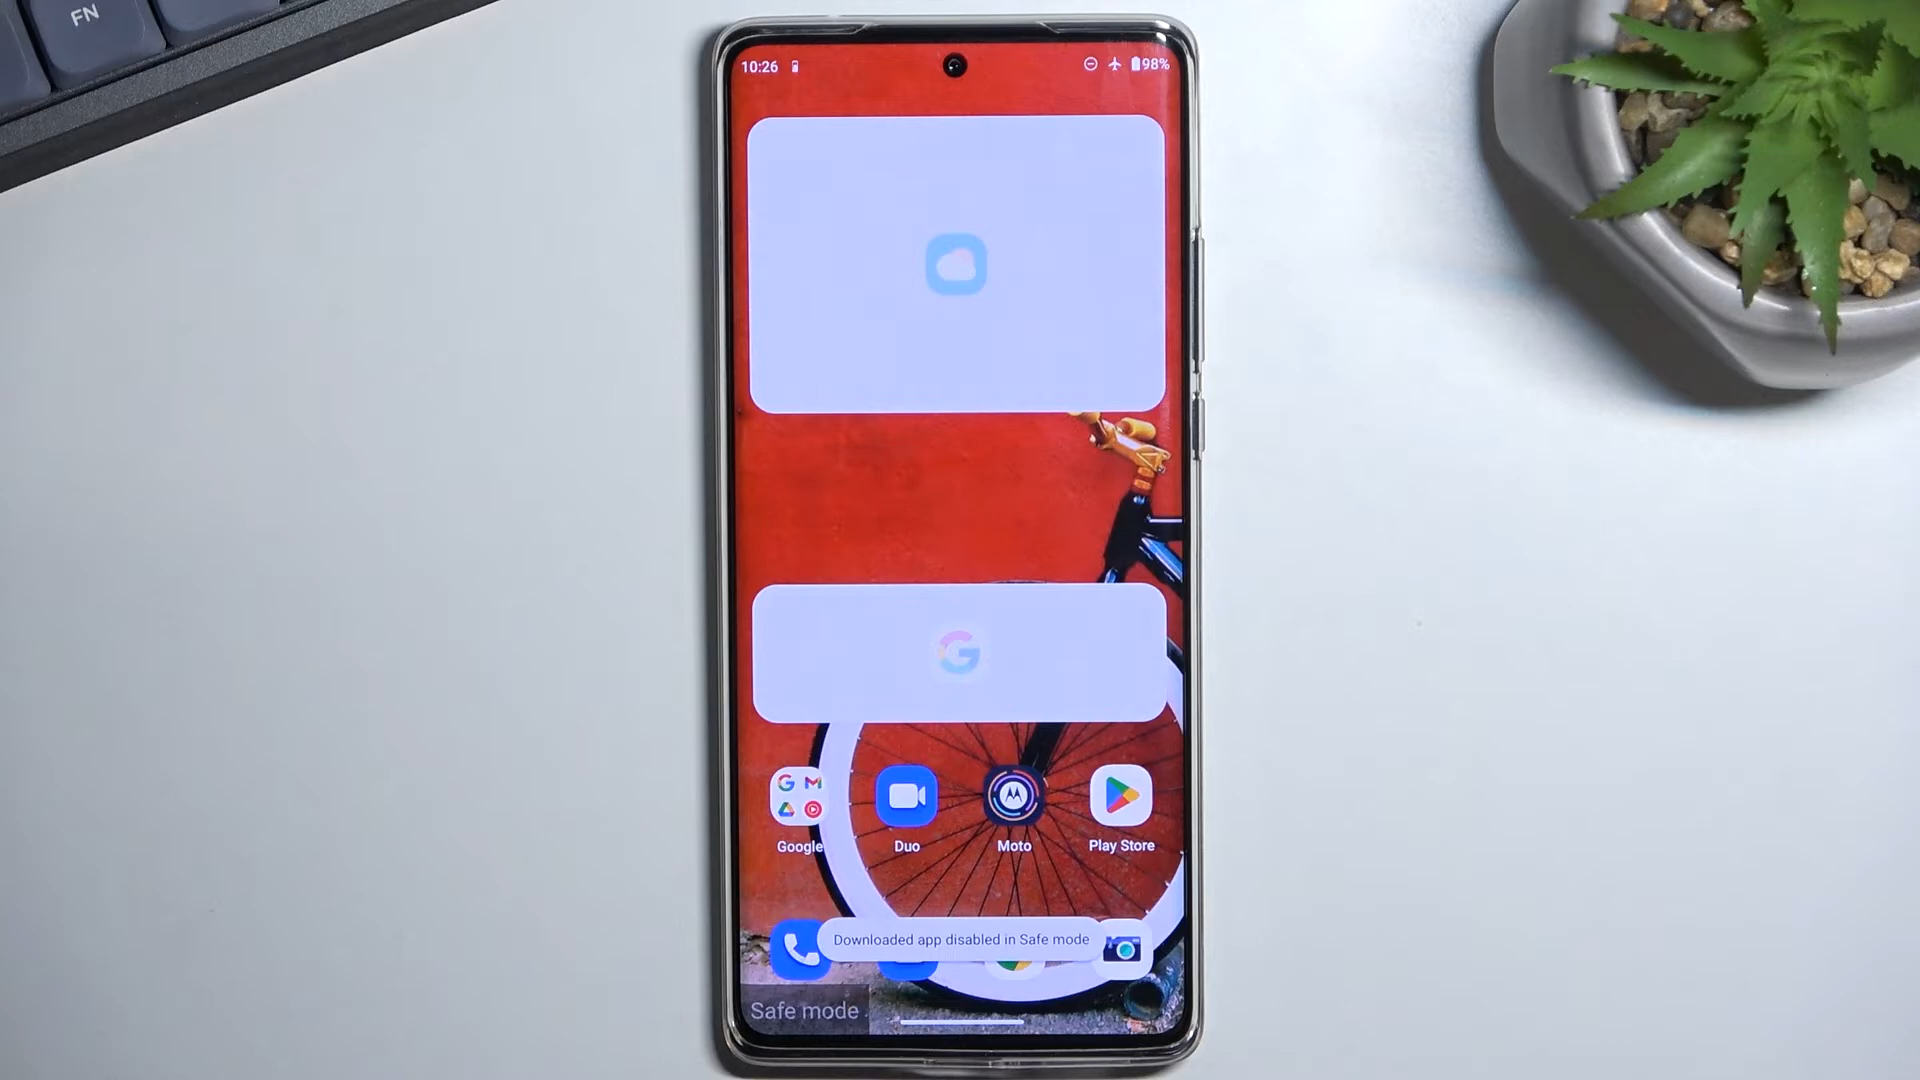 FN
10:26
98%
Google
Duo
Moto
Play Store
Downloaded app disabled in Safe mode
Safe mode